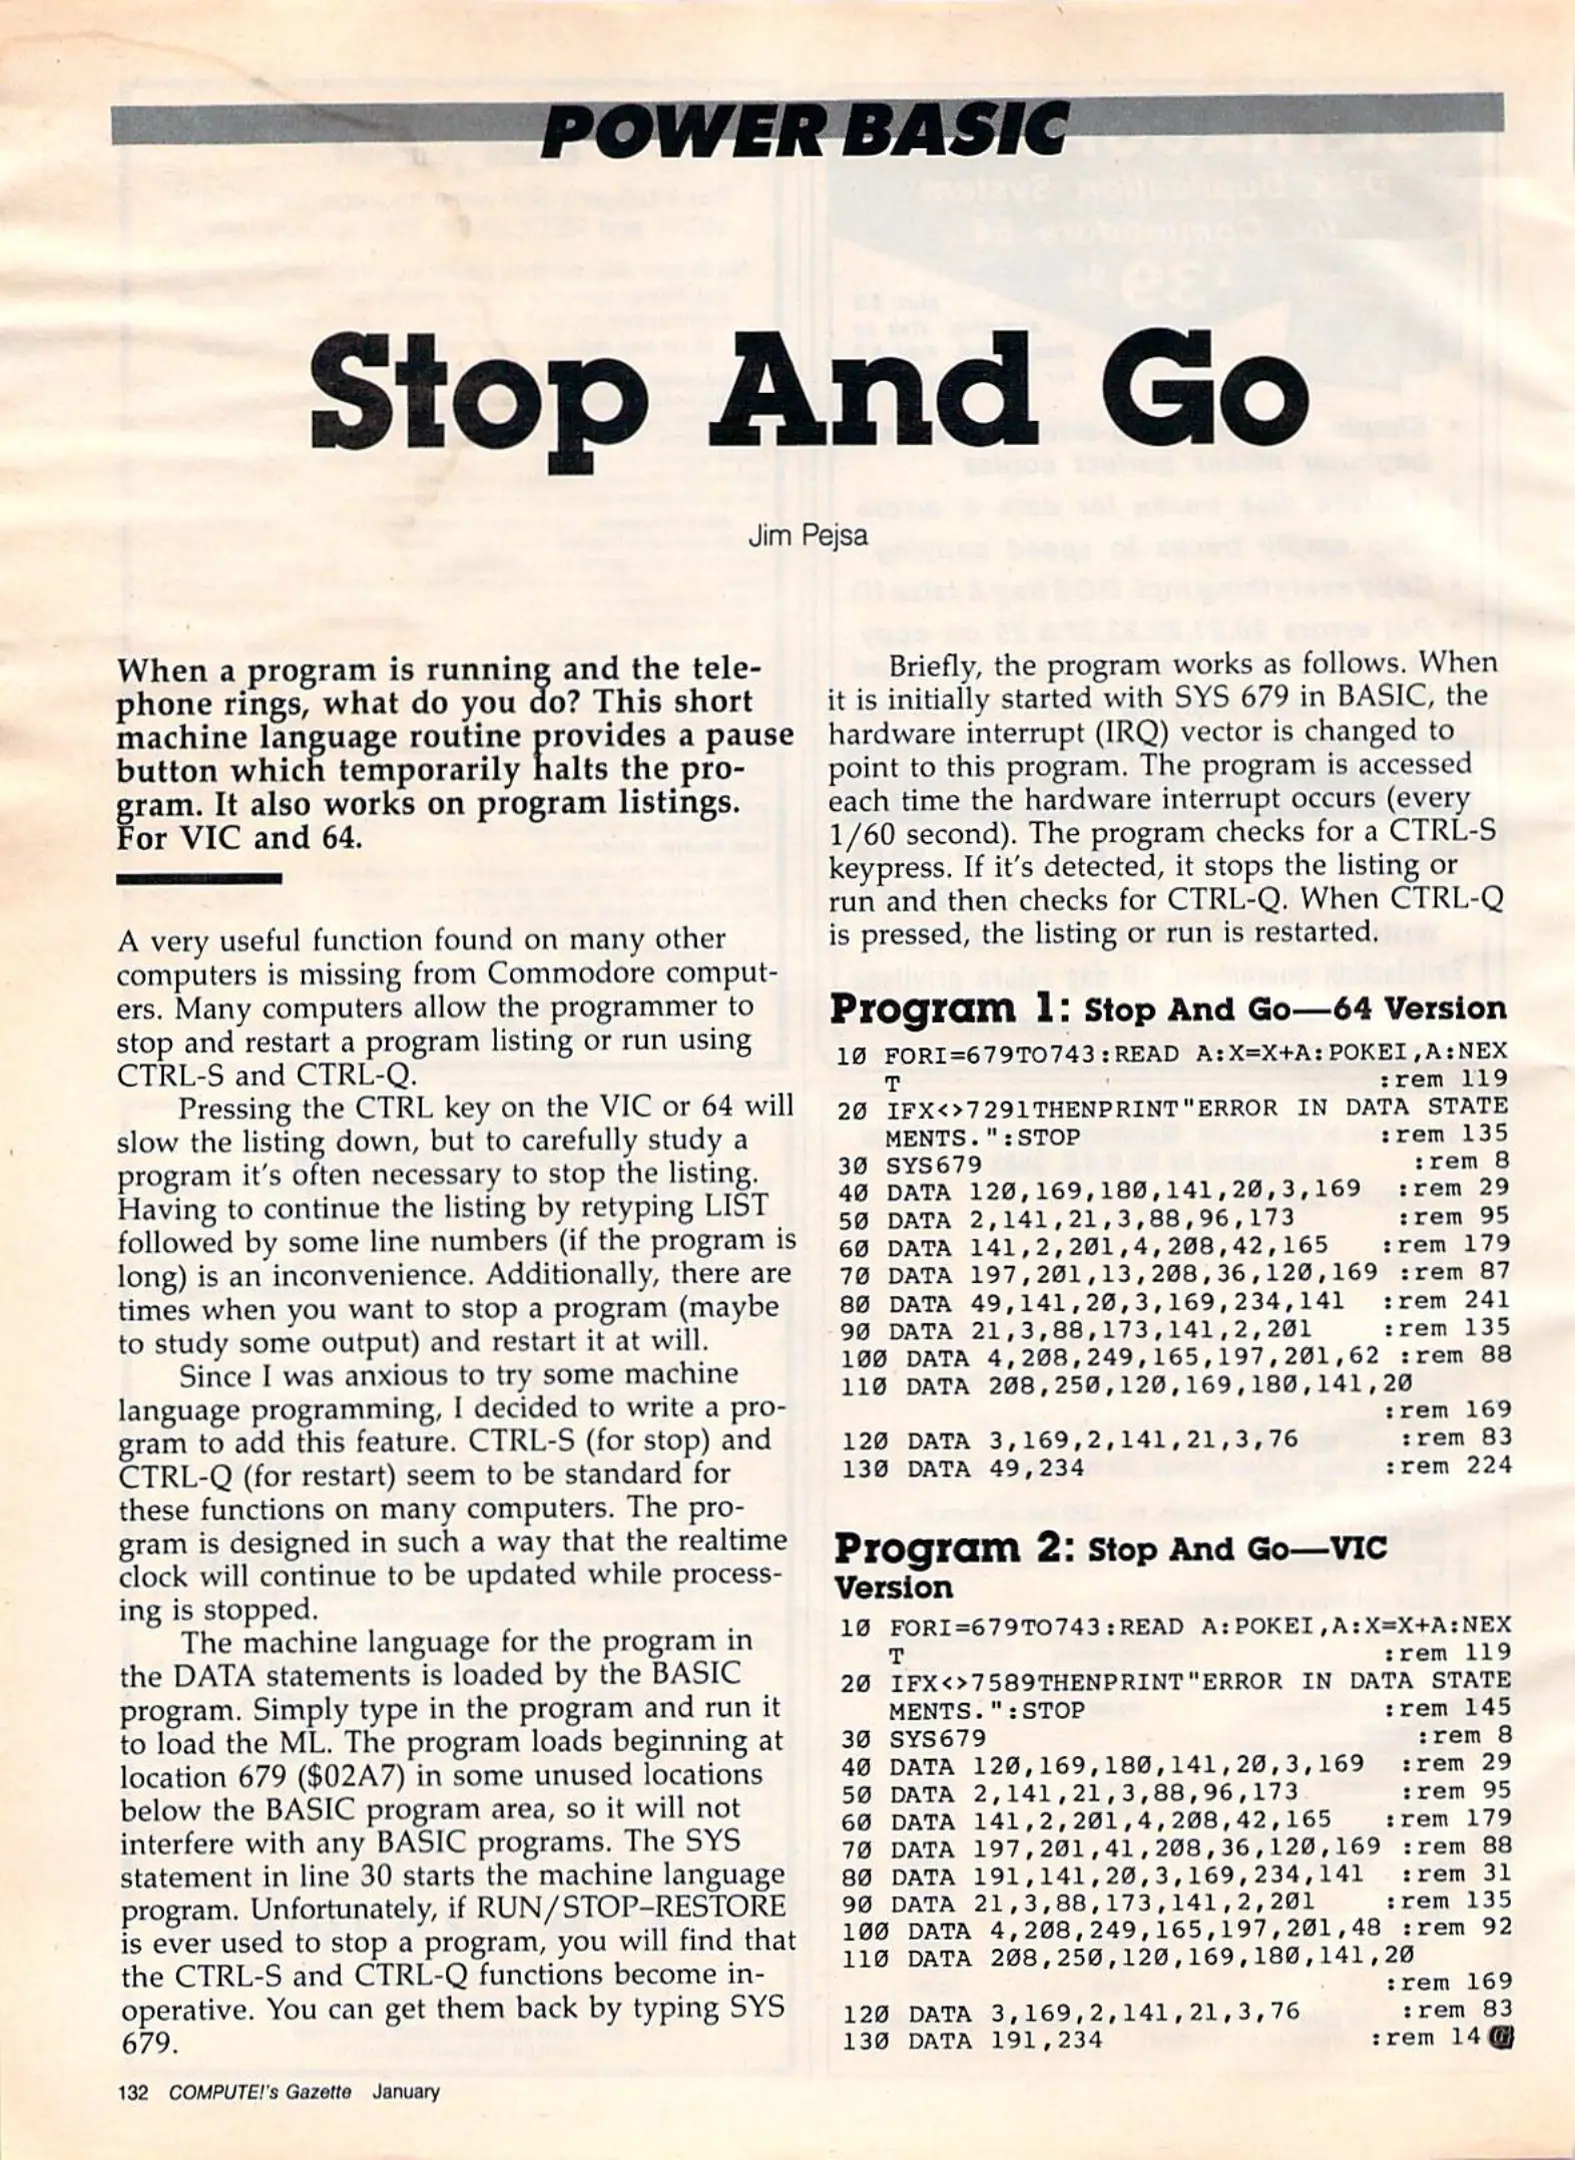 POWER BASIC
Stop And Go
Jim Pejsa
When a program is running and the tele-
phone rings, what do you do? This short
machine language routine provides a pause
button which temporarily halts the pro-
gram. It also works on program listings.
For VIC and 64.
A very useful function found on many other
computers is missing from Commodore comput-
ers. Many computers allow the programmer to
stop and restart a program listing or run using
CTRL-S and CTRL-Q.
Pressing the CTRL key on the VIC or 64 will
slow the listing down, but to carefully study a
program it's often necessary to stop the listing.
Having to continue the listing by retyping LIST
followed by some line numbers (if the program is
long) is an inconvenience. Additionally, there are
times when you want to stop a program (maybe
to study some output) and restart it at will.
Since I was anxious to try some machine
language programming, I decided to write a pro-
gram to add this feature. CTRL-S (for stop) and
CTRL-Q (for restart) seem to be standard for
these functions on many computers. The pro-
gram is designed in such a way that the realtime
clock will continue to be updated while process-
ing is stopped.
The machine language for the program in
the DATA statements is loaded by the BASIC
program. Simply type in the program and run it
to load the ML. The program loads beginning at
location 679 ($02A7) in some unused locations
below the BASIC program area, so it will not
interfere with any BASIC programs. The SYS
statement in line 30 starts the machine language
program. Unfortunately, if RUN/STOP–RESTORE
is ever used to stop a program, you will find that
the CTRL-S and CTRL-Q functions become in-
operative. You can get them back by typing SYS
679.
Briefly, the program works as follows. When
it is initially started with SYS 679 in BASIC, the
hardware interrupt (IRQ) vector is changed to
point to this program. The program is accessed
each time the hardware interrupt occurs (every
1/60 second). The program checks for a CTRL-S
keypress. If it's detected, it stops the listing or
run and then checks for CTRL-Q. When CTRL-Q
is pressed, the listing or run is restarted.
Program 1: Stop And Go—64 Version
10 FORI=679TO743:READ A:X=X+A:POKEI,A:NEX
T :rem 119
20 IFX<>7291THENPRINT"ERROR IN DATA STATE
MENTS.":STOP :rem 135
30 SYS679 :rem 8
40 DATA 120,169,180,141,20,3,169 :rem 29
50 DATA 2,141,21,3,88,96,173 :rem 95
60 DATA 141,2,201,4,208,42,165 :rem 179
70 DATA 197,201,13,208,36,120,169 :rem 87
80 DATA 49,141,20,3,169,234,141 :rem 241
90 DATA 21,3,88,173,141,2,201 :rem 135
100 DATA 4,208,249,165,197,201,62 :rem 88
110 DATA 208,250,120,169,180,141,20
:rem 169
120 DATA 3,169,2,141,21,3,76 :rem 83
130 DATA 49,234 :rem 224
Program 2: Stop And Go—VIC
Version
10 FORI=679TO743:READ A:POKEI,A:X=X+A:NEX
T :rem 119
20 IFX<>7589THENPRINT"ERROR IN DATA STATE
MENTS.":STOP :rem 145
30 SYS679 :rem 8
40 DATA 120,169,180,141,20,3,169 :rem 29
50 DATA 2,141,21,3,88,96,173 :rem 95
60 DATA 141,2,201,4,208,42,165 :rem 179
70 DATA 197,201,41,208,36,120,169 :rem 88
80 DATA 191,141,20,3,169,234,141 :rem 31
90 DATA 21,3,88,173,141,2,201 :rem 135
100 DATA 4,208,249,165,197,201,48 :rem 92
110 DATA 208,250,120,169,180,141,20
:rem 169
120 DATA 3,169,2,141,21,3,76 :rem 83
130 DATA 191,234 :rem 14
132 COMPUTE!'s Gazette January